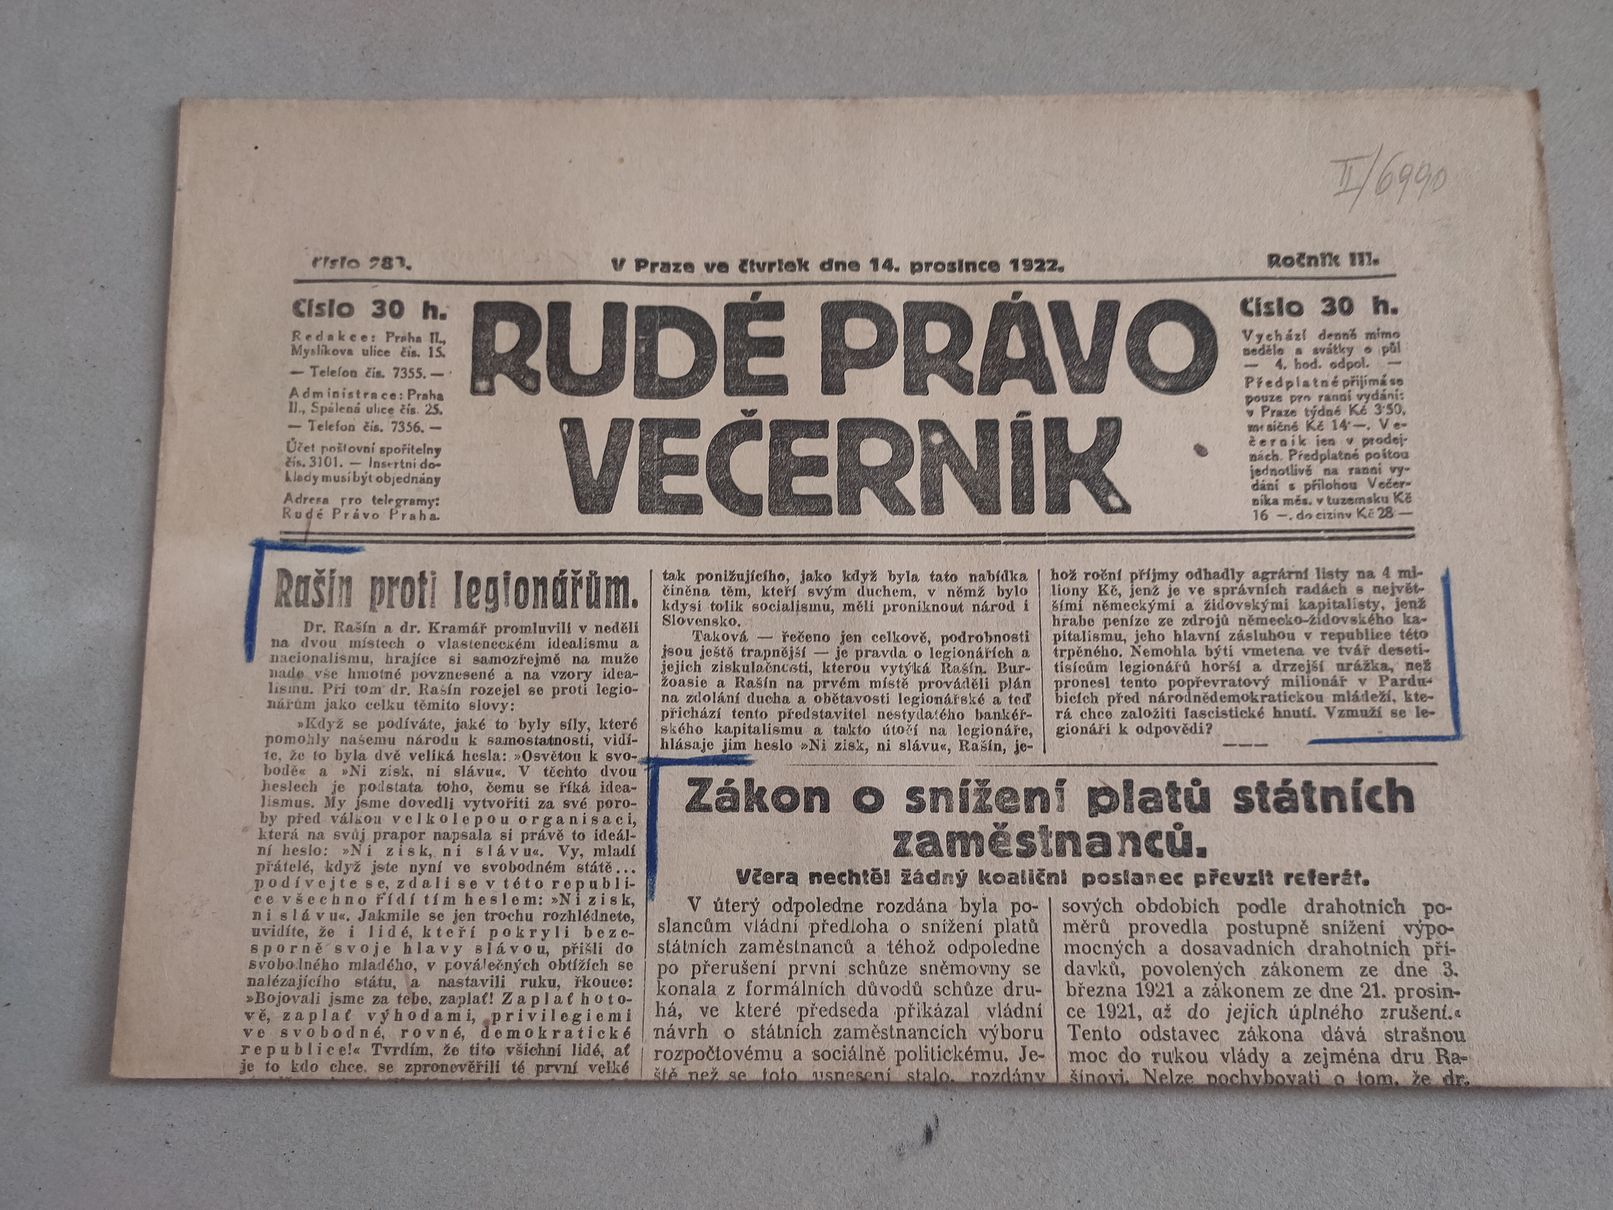 II/6990
Číslo 283.
V Praze ve čtvrtek dne 14. prosince 1922.
Ročník III.
Číslo 30 h.
Redakce: Praha II.,
Myslíkova ulice čís. 15.
— Telefon čís. 7355. —
Administrace: Praha
II., Spálená ulice čís. 25.
— Telefon čís. 7356. —
Účet poštovní spořitelny
čís. 3101. — Insertní do-
klady musí být objednány
Adresa pro telegramy:
Rudé Právo Praha.
RUDÉ PRÁVO
VEČERNÍK
Číslo 30 h.
Vychází denně mimo
neděle a svátky o půl
— 4. hod. odpol. —
Předplatné přijímá se
pouze pro ranní vydání:
v Praze týdně Kč 3·50,
měsíčně Kč 14·—. Ve-
černík jen v prodej-
nách. Předplatné poštou
jednotlivě na ranní vy-
dání s přílohou Večer-
níka měs. v tuzemsku Kč
16 —, do ciziny Kč 28 —
Rašín proti legionářům.
Dr. Rašín a dr. Kramář promluvili v neděli
na dvou místech o vlasteneckém idealismu a
nacionalismu, hrajíce si samozřejmě na muže
nade vše hmotné povznesené a na vzory idea-
lismu. Při tom dr. Rašín rozejel se proti legio-
nářům jako celku těmito slovy:
»Když se podíváte, jaké to byly síly, které
pomohly našemu národu k samostatnosti, vidí-
te, že to byla dvě veliká hesla: »Osvětou k svo-
bodě« a »Ni zisk, ni slávu«. V těchto dvou
heslech je podstata toho, čemu se říká idea-
lismus. My jsme dovedli vytvořiti za své poro-
by před válkou velkolepou organisaci,
která na svůj prapor napsala si právě to ideál-
ní heslo: »Ni zisk, ni slávu«. Vy, mladí
přátelé, když jste nyní ve svobodném státě...
podívejte se, zdali se v této republi-
ce všechno řídí tím heslem: »Ni zisk,
ni slávu«. Jakmile se jen trochu rozhlédnete,
uvidíte, že i lidé, kteří pokryli beze-
sporně svoje hlavy slávou, přišli do
svobodného mladého, v poválečných obtížích se
nalézajícího státu, a nastavili ruku, řkouce:
»Bojovali jsme za tebe, zaplať! Zaplať hoto-
vě, zaplať výhodami, privilegiemi
ve svobodné, rovné, demokratické
republice!« Tvrdím, že tito všichni lidé, ať
je to kdo chce, se zpronevěřili té první velké
tak ponižujícího, jako když byla tato nabídka
činěna těm, kteří svým duchem, v němž bylo
kdysi tolik socialismu, měli proniknout národ i
Slovensko.
Taková — řečeno jen celkově, podrobnosti
jsou ještě trapnější — je pravda o legionářích a
jejich ziskulačnosti, kterou vytýká Rašín. Bur-
žoasie a Rašín na prvém místě prováděli plán
na zdolání ducha a obětavosti legionářské a teď
přichází tento představitel nestydatého bankéř-
ského kapitalismu a takto útočí na legionáře,
hlásaje jim heslo »Ni zisk, ni slávu«, Rašín, je-
hož roční příjmy odhadly agrární listy na 4 mi-
liony Kč, jenž je ve správních radách s největ-
šími německými a židovskými kapitalisty, jenž
hrabe peníze ze zdrojů německo-židovského ka-
pitalismu, jeho hlavní zásluhou v republice této
trpěného. Nemohla býti vmetena ve tvář deseti-
tisícům legionářů horší a drzejší urážka, než
pronesl tento popřevratový milionář v Pardu-
bicích před národnědemokratickou mládeží, kte-
rá chce založiti fascistické hnutí. Vzmuží se le-
gionáři k odpovědi?
Zákon o snížení platů státních
zaměstnanců.
Včera nechtěl žádný koaliční poslanec převzít referát.
V úterý odpoledne rozdána byla po-
slancům vládní předloha o snížení platů
státních zaměstnanců a téhož odpoledne
po přerušení první schůze sněmovny se
konala z formálních důvodů schůze dru-
há, ve které předseda přikázal vládní
návrh o státních zaměstnancích výboru
rozpočtovému a sociálně politickému. Je-
ště než se toto usnesení stalo, rozdány
sových obdobích podle drahotních po-
měrů provedla postupně snížení výpo-
mocných a dosavadních drahotních pří-
davků, povolených zákonem ze dne 3.
března 1921 a zákonem ze dne 21. prosin-
ce 1921, až do jejich úplného zrušení.«
Tento odstavec zákona dává strašnou
moc do rukou vlády a zejména dru Ra-
šínovi. Nelze pochybovati o tom, že dr.